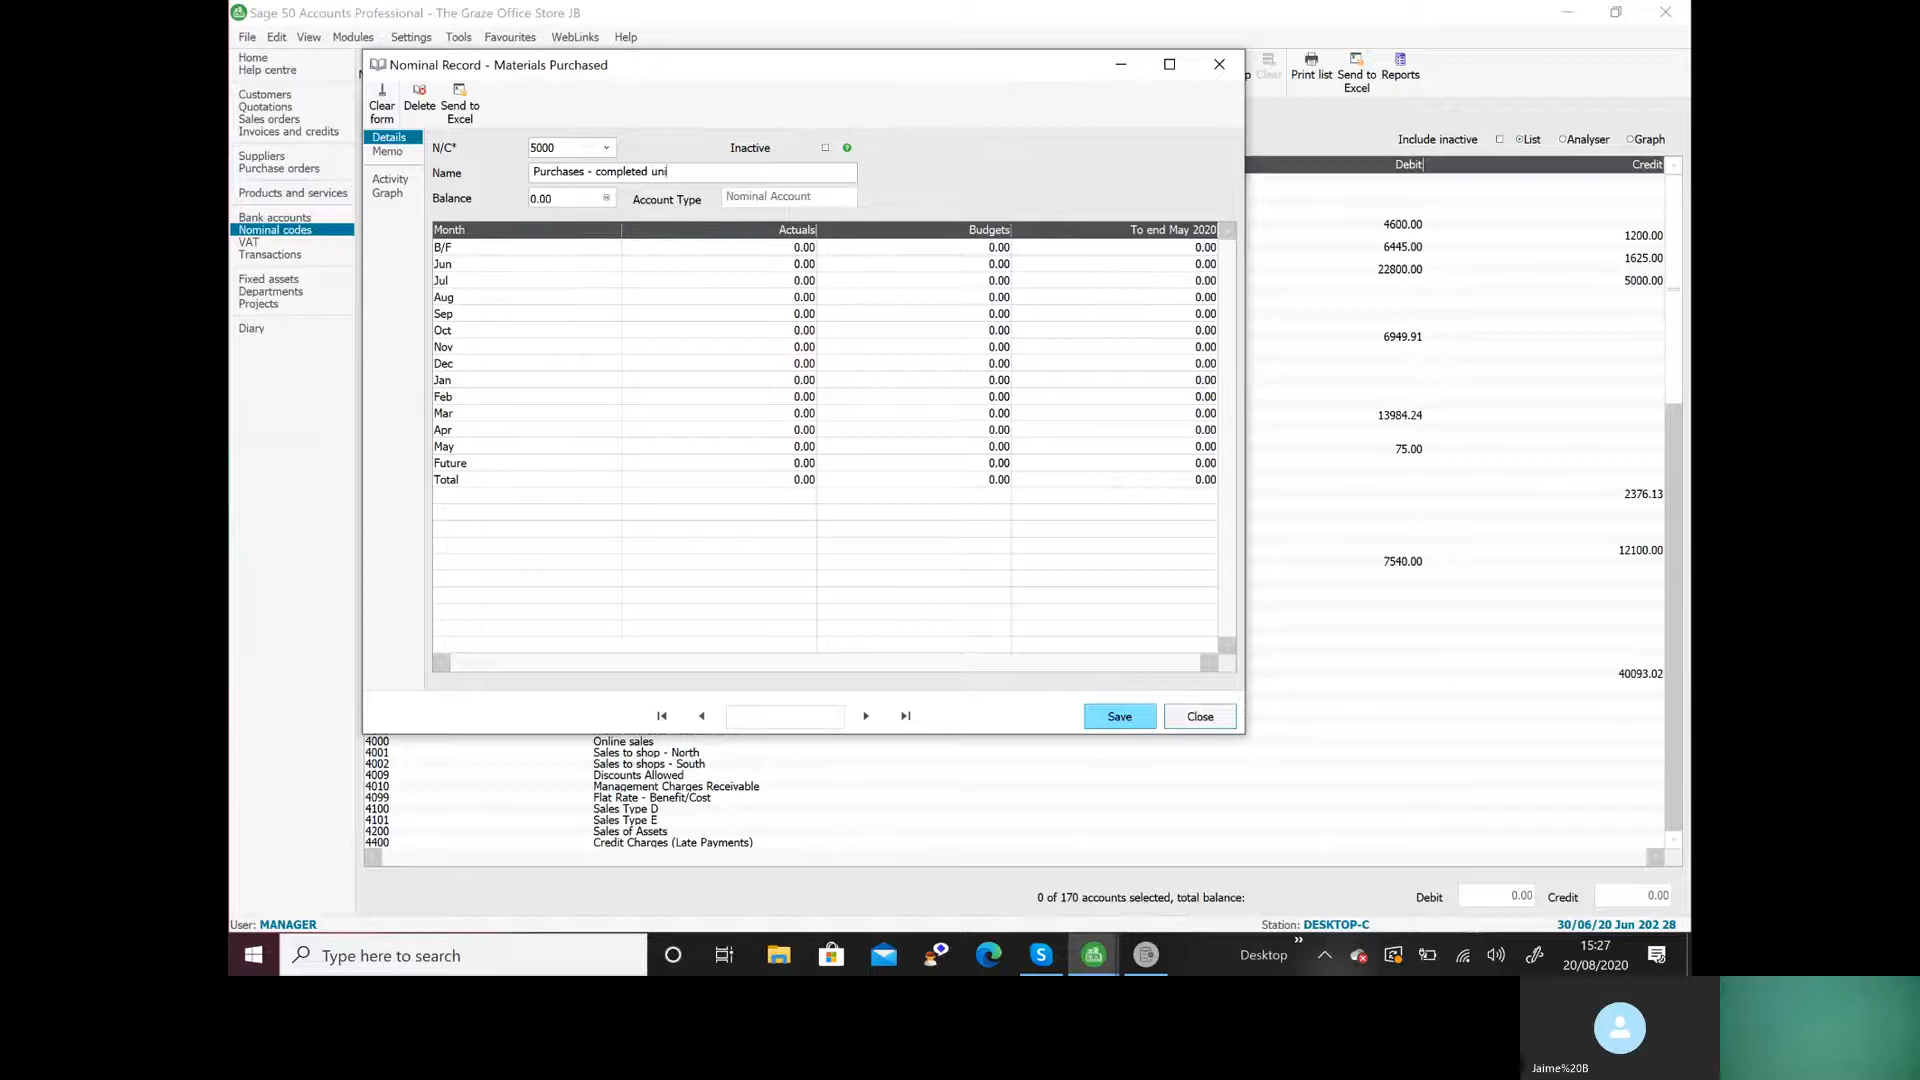 Sage 50 Accounts Professional - The Graze Office Store JB
File Edit View Modules Settings Tools Favourites WebLinks Help
Home
Help centre
Customers
Quotations
Sales orders
Invoices and credits
Suppliers
Purchase orders
Products and services
Bank accounts
Nominal codes
VAT
Transactions
Fixed assets
Departments
Projects
Diary
Nominal Record - Materials Purchased
Clear form
Delete
Send to Excel
Details
Memo
Activity
Graph
N/C* 5000 Inactive
Name Purchases - completed uni
Balance 0.00 Account Type Nominal Account
Month Actuals Budgets To end May 2020
B/F 0.00 0.00 0.00
Jun 0.00 0.00 0.00
Jul 0.00 0.00 0.00
Aug 0.00 0.00 0.00
Sep 0.00 0.00 0.00
Oct 0.00 0.00 0.00
Nov 0.00 0.00 0.00
Dec 0.00 0.00 0.00
Jan 0.00 0.00 0.00
Feb 0.00 0.00 0.00
Mar 0.00 0.00 0.00
Apr 0.00 0.00 0.00
May 0.00 0.00 0.00
Future 0.00 0.00 0.00
Total 0.00 0.00 0.00
Save Close
Clear
Print list
Send to Excel
Reports
Include inactive List Analyser Graph
Debit Credit
4600.00
1200.00
6445.00
1625.00
22800.00
5000.00
6949.91
13984.24
75.00
2376.13
12100.00
7540.00
40093.02
4000 Online sales
4001 Sales to shop - North
4002 Sales to shops - South
4009 Discounts Allowed
4010 Management Charges Receivable
4099 Flat Rate - Benefit/Cost
4100 Sales Type D
4101 Sales Type E
4200 Sales of Assets
4400 Credit Charges (Late Payments)
0 of 170 accounts selected, total balance: Debit 0.00 Credit 0.00
User: MANAGER Station: DESKTOP-C 30/06/20 Jun 202 28
Type here to search
Desktop
15:27
20/08/2020
Jaime%20B